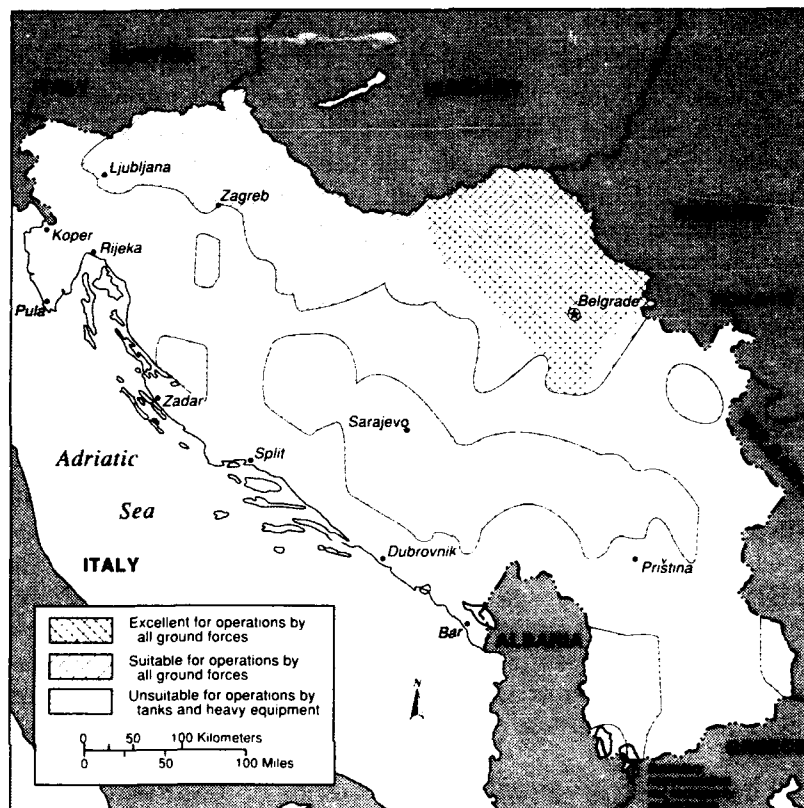 ITALY
HUNGARY
Ljubljana
Zagreb
Koper
Rijeka
Pula
Belgrade
Zadar
Sarajevo
Split
Adriatic
Sea
ITALY
Dubrovnik
Priština
Bar
ALBANIA
Excellent for operations by
all ground forces
Suitable for operations by
all ground forces
Unsuitable for operations by
tanks and heavy equipment
N
0 50 100 Kilometers
0 50 100 Miles